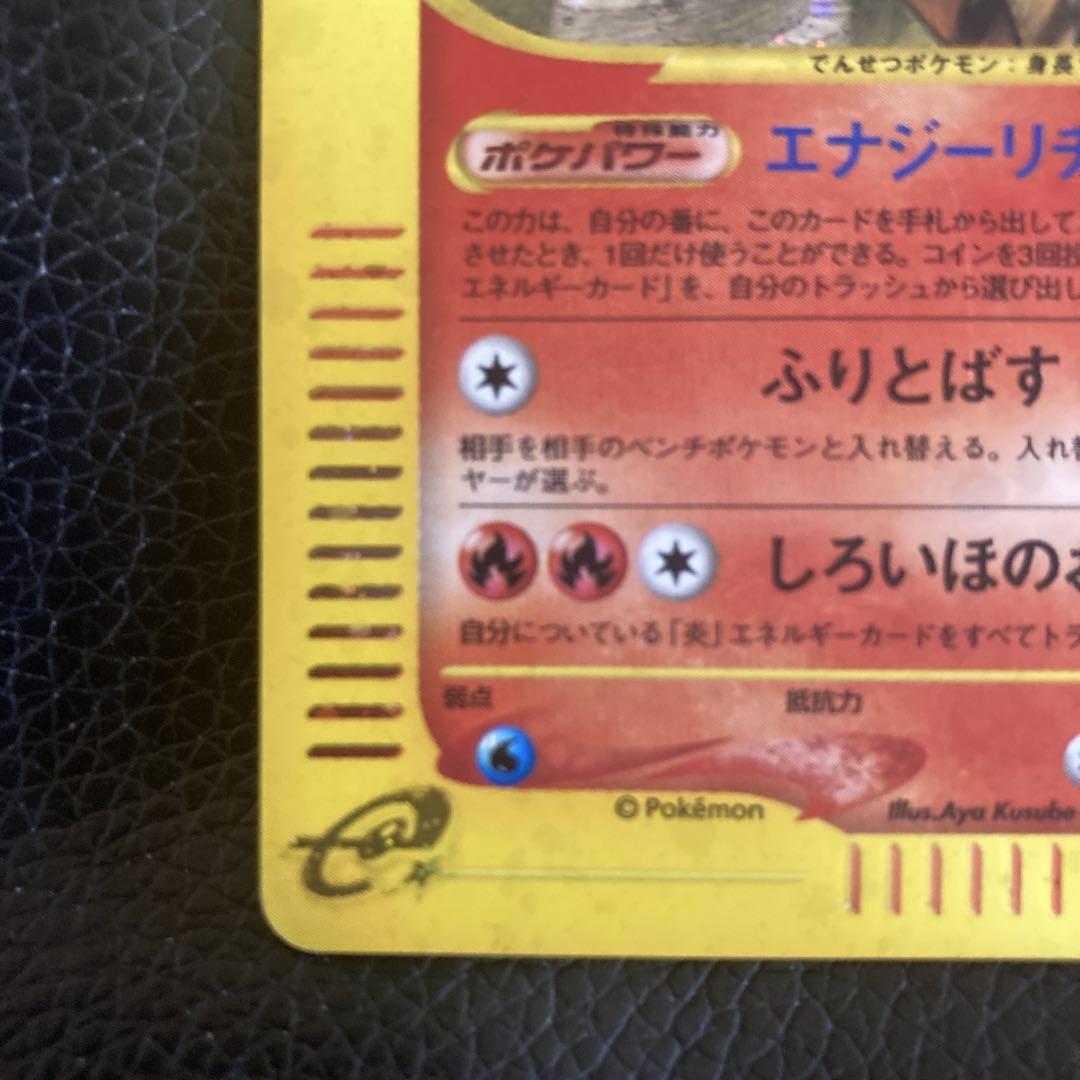 でんせつポケモン：身長
特殊能力
ポケパワー
エナジーリチ
この力は、自分の番に、このカードを手札から出して
させたとき、1回だけ使うことができる。コインを3回投
エネルギーカード」を、自分のトラッシュから選び出し
ふりとばす
相手を相手のベンチポケモンと入れ替える。入れ替
ヤーが選ぶ。
しろいほのお
自分についている「炎」エネルギーカードをすべてトラ
弱点 抵抗力
© Pokémon Illus.Aya Kusube
e